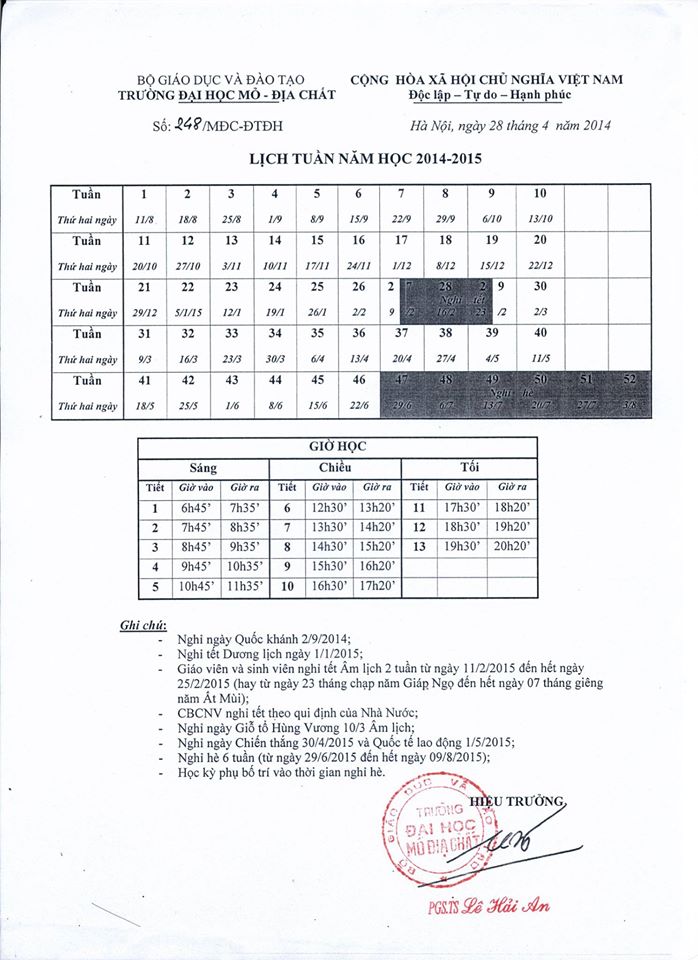 BỘ GIÁO DỤC VÀ ĐÀO TẠO CỘNG HÒA XÃ HỘI CHỦ NGHĨA VIỆT NAM
TRƯỜNG ĐẠI HỌC MỎ - ĐỊA CHẤT Độc lập – Tự do – Hạnh phúc
Số: 248/MĐC-ĐTĐH Hà Nội, ngày 28 tháng 4 năm 2014
LỊCH TUẦN NĂM HỌC 2014-2015
Tuần 1 2 3 4 5 6 7 8 9 10
Thứ hai ngày 11/8 18/8 25/8 1/9 8/9 15/9 22/9 29/9 6/10 13/10
Tuần 11 12 13 14 15 16 17 18 19 20
Thứ hai ngày 20/10 27/10 3/11 10/11 17/11 24/11 1/12 8/12 15/12 22/12
Tuần 21 22 23 24 25 26 2 7 28 2 9 30
Nghỉ tết
Thứ hai ngày 29/12 5/1/15 12/1 19/1 26/1 2/2 9 /2 16/2 23 /2 2/3
Tuần 31 32 33 34 35 36 37 38 39 40
Thứ hai ngày 9/3 16/3 23/3 30/3 6/4 13/4 20/4 27/4 4/5 11/5
Tuần 41 42 43 44 45 46 47 48 49 50 51 52
Nghỉ hè
Thứ hai ngày 18/5 25/5 1/6 8/6 15/6 22/6 29/6 6/7 13/7 20/7 27/7 3/8
GIỜ HỌC
Sáng Chiều Tối
Tiết Giờ vào Giờ ra Tiết Giờ vào Giờ ra Tiết Giờ vào Giờ ra
1 6h45’ 7h35’ 6 12h30’ 13h20’ 11 17h30’ 18h20’
2 7h45’ 8h35’ 7 13h30’ 14h20’ 12 18h30’ 19h20’
3 8h45’ 9h35’ 8 14h30’ 15h20’ 13 19h30’ 20h20’
4 9h45’ 10h35’ 9 15h30’ 16h20’
5 10h45’ 11h35’ 10 16h30’ 17h20’
Ghi chú:
- Nghỉ ngày Quốc khánh 2/9/2014;
- Nghỉ tết Dương lịch ngày 1/1/2015;
- Giáo viên và sinh viên nghỉ tết Âm lịch 2 tuần từ ngày 11/2/2015 đến hết ngày
25/2/2015 (hay từ ngày 23 tháng chạp năm Giáp Ngọ đến hết ngày 07 tháng giêng
năm Ất Mùi);
- CBCNV nghỉ tết theo qui định của Nhà Nước;
- Nghỉ ngày Giỗ tổ Hùng Vương 10/3 Âm lịch;
- Nghỉ ngày Chiến thắng 30/4/2015 và Quốc tế lao động 1/5/2015;
- Nghỉ hè 6 tuần (từ ngày 29/6/2015 đến hết ngày 09/8/2015);
- Học kỳ phụ bố trí vào thời gian nghỉ hè.
HIỆU TRƯỞNG
BỘ GIÁO DỤC VÀ ĐÀO TẠO
TRƯỜNG
ĐẠI HỌC
MỎ ĐỊA CHẤT
PGS.TS Lê Hải An